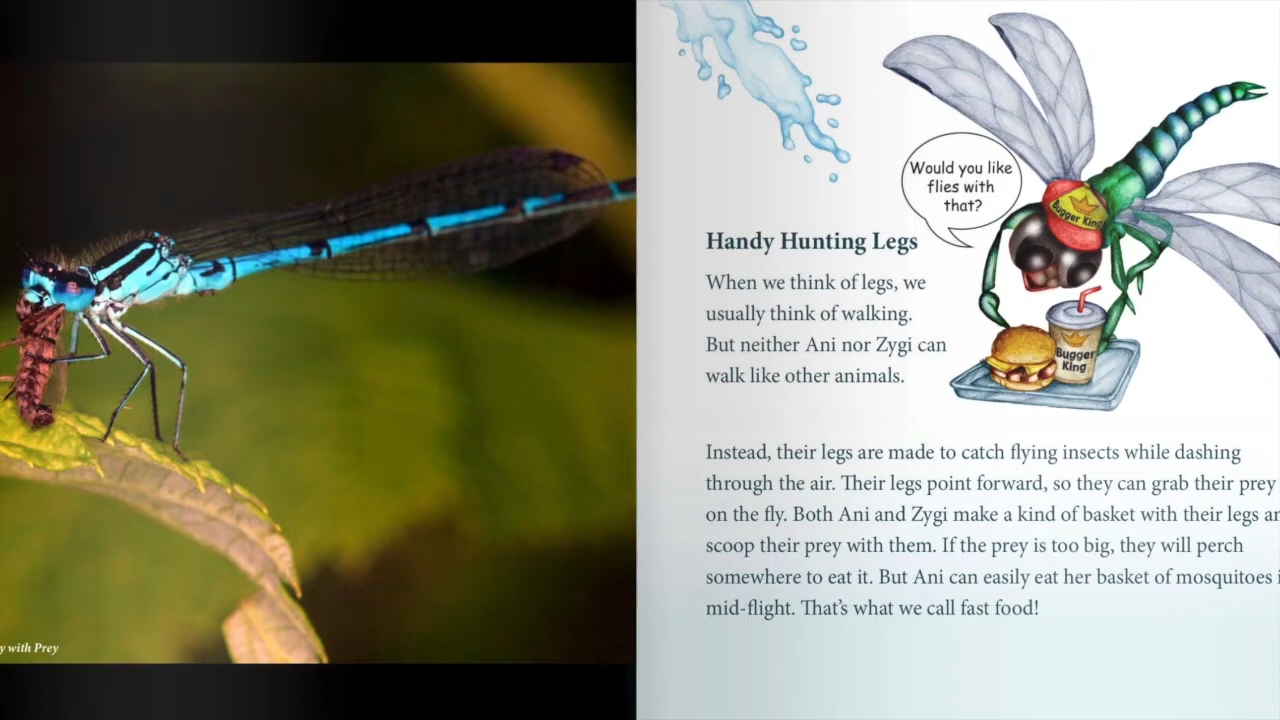 y with Prey
Would you like
flies with
that?
Bugger King
Handy Hunting Legs
When we think of legs, we
usually think of walking.
But neither Ani nor Zygi can
walk like other animals.
Bugger
King
Instead, their legs are made to catch flying insects while dashing
through the air. Their legs point forward, so they can grab their prey
on the fly. Both Ani and Zygi make a kind of basket with their legs
scoop their prey with them. If the prey is too big, they will perch
somewhere to eat it. But Ani can easily eat her basket of mosquitoes
mid-flight. That’s what we call fast food!